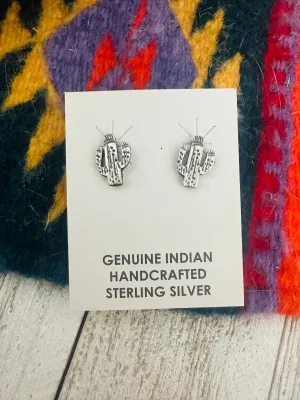 GENUINE INDIAN
HANDCRAFTED
STERLING SILVER